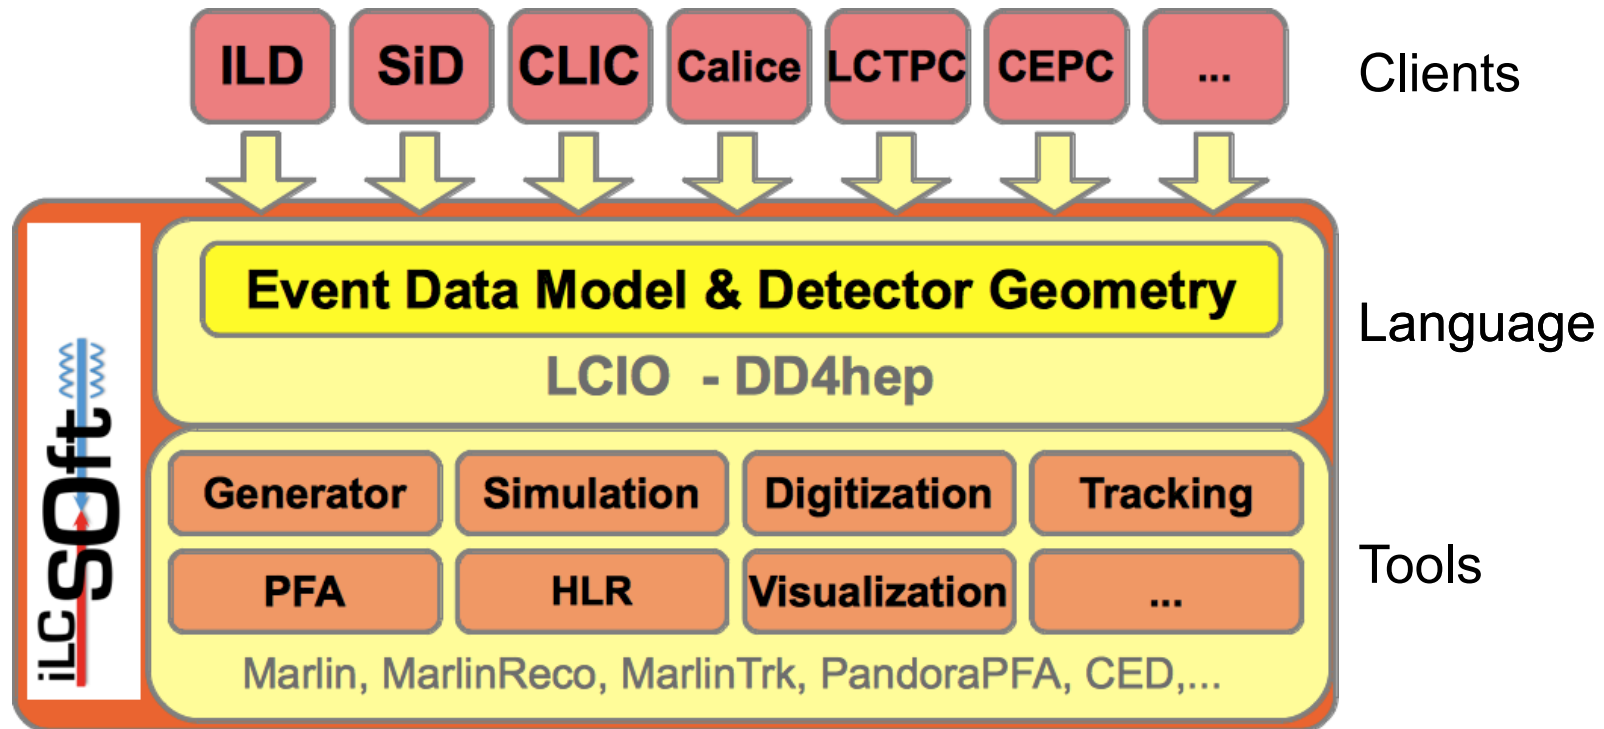 ILD SiD CLIC Calice LCTPC CEPC ... Clients
Event Data Model & Detector Geometry
LCIO - DD4hep
Language
iLCsOft
Generator Simulation Digitization Tracking
PFA HLR Visualization ...
Tools
Marlin, MarlinReco, MarlinTrk, PandoraPFA, CED,...